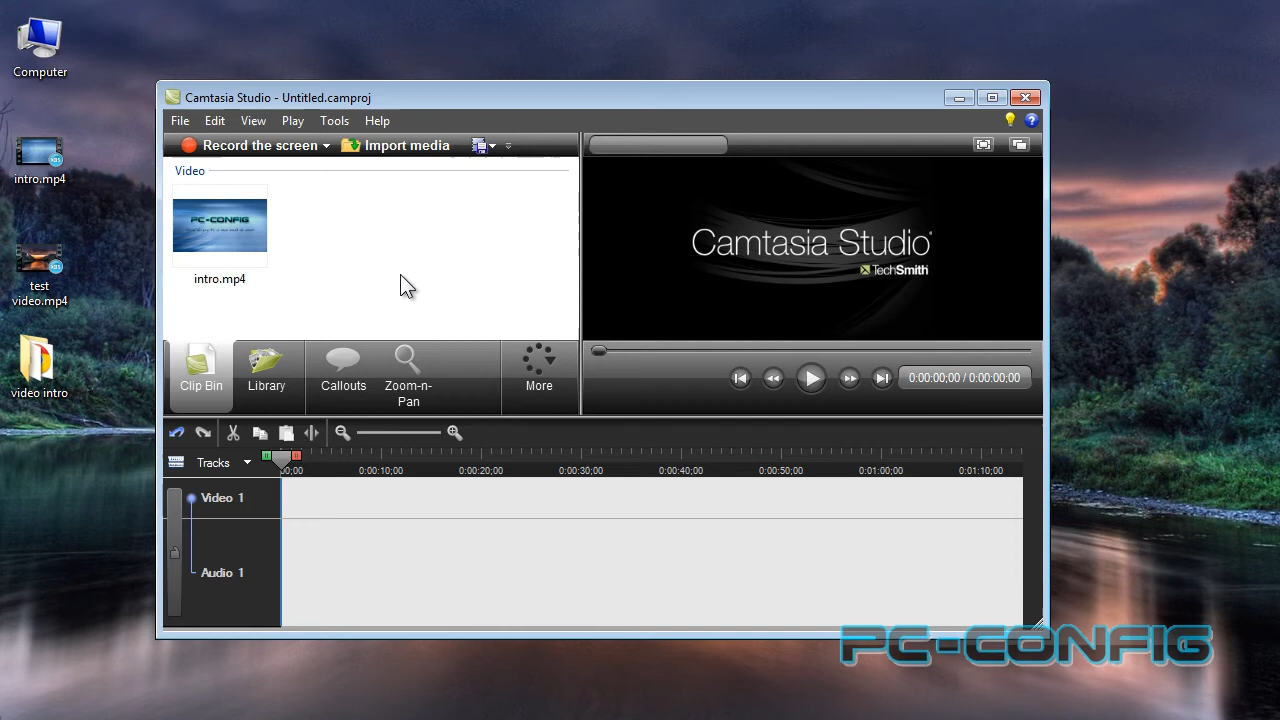 Computer
intro.mp4
test
video.mp4
video intro
Camtasia Studio - Untitled.camproj
File Edit View Play Tools Help
Record the screen Import media
Video
PC-CONFIG
intro.mp4
Camtasia Studio
TechSmith
Clip Bin Library Callouts Zoom-n-
Pan More
0:00:00;00 / 0:00:00;00
Tracks
00;00 0:00:10;00 0:00:20;00 0:00:30;00 0:00:40;00 0:00:50;00 0:01:00;00 0:01:10;00
Video 1
Audio 1
PC-CONFIG